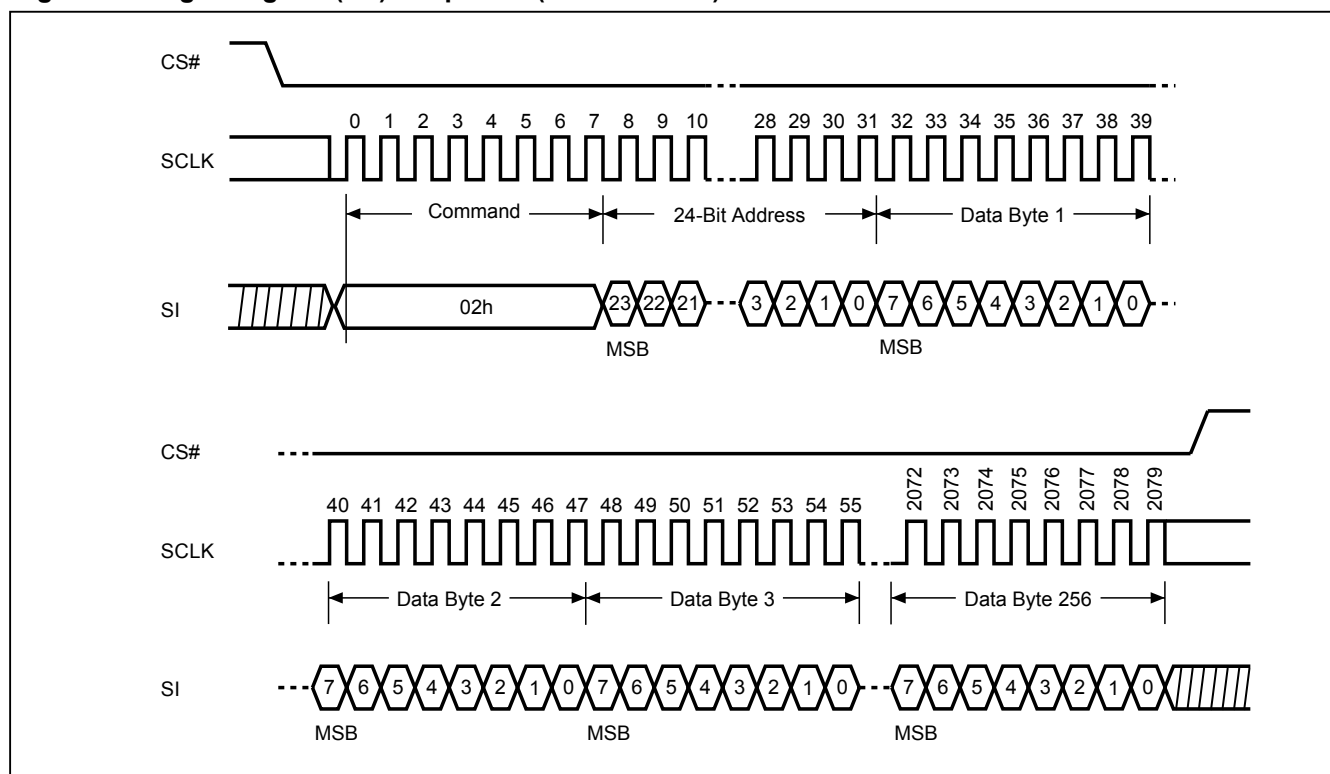 CS#
0 1 2 3 4 5 6 7 8 9 10 28 29 30 31 32 33 34 35 36 37 38 39
SCLK
Command 24-Bit Address Data Byte 1
SI 02h 23 22 21 3 2 1 0 7 6 5 4 3 2 1 0
MSB MSB
CS#
40 41 42 43 44 45 46 47 48 49 50 51 52 53 54 55 2072 2073 2074 2075 2076 2077 2078 2079
SCLK
Data Byte 2 Data Byte 3 Data Byte 256
SI 7 6 5 4 3 2 1 0 7 6 5 4 3 2 1 0 7 6 5 4 3 2 1 0
MSB MSB MSB